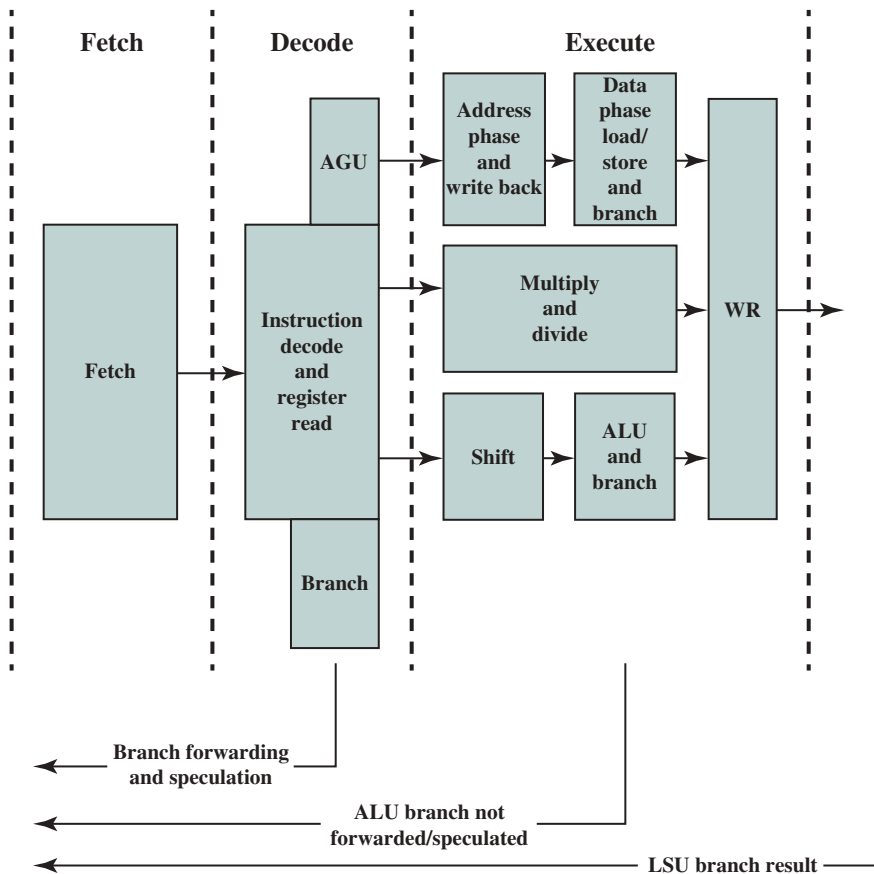 Fetch
Decode
Execute
AGU
Address
phase
and
write back
Data
phase
load/
store
and
branch
Fetch
Instruction
decode
and
register
read
Multiply
and
divide
WR
Shift
ALU
and
branch
Branch
Branch forwarding
and speculation
ALU branch not
forwarded/speculated
LSU branch result